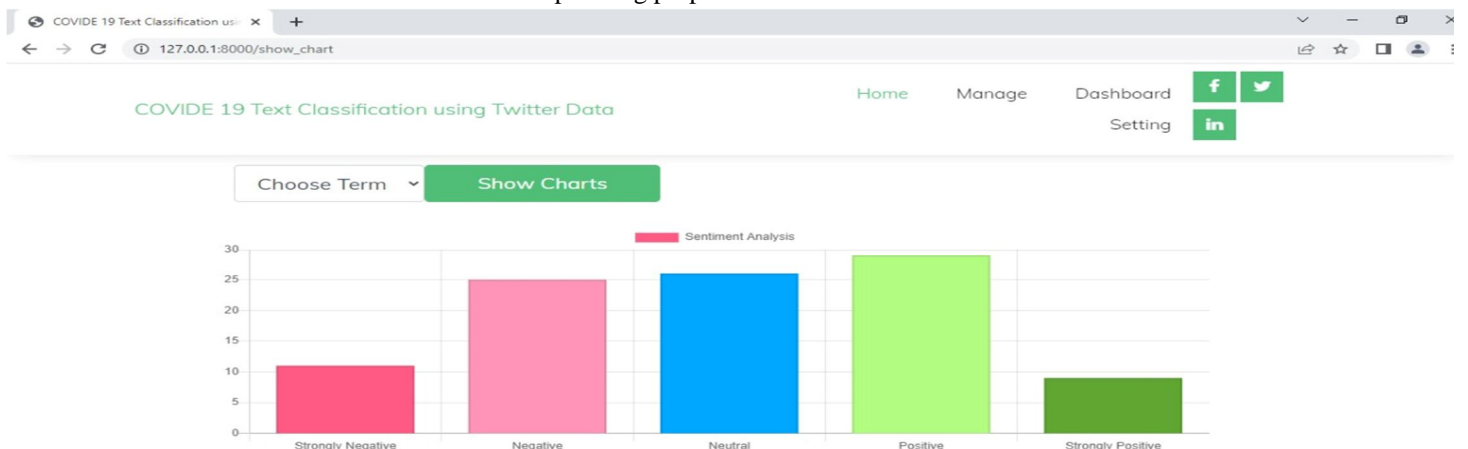 COVIDE 19 Text Classification usi
127.0.0.1:8000/show_chart
COVIDE 19 Text Classification using Twitter Data
Home Manage Dashboard f
Setting in
Choose Term Show Charts
Sentiment Analysis
30
25
20
15
10
5
0
Strongly Negative Negative Neutral Positive Strongly Positive